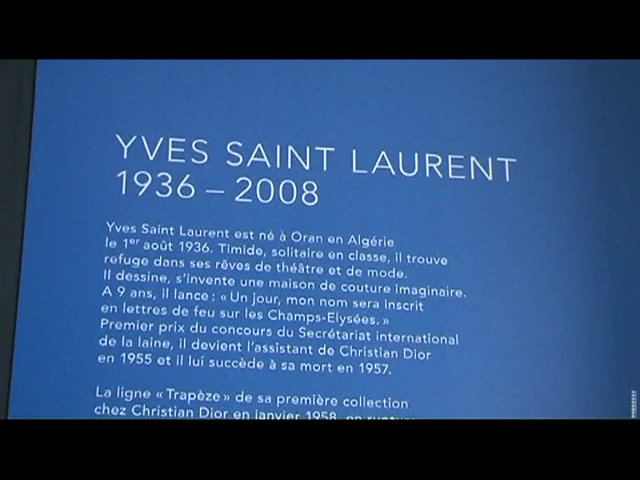 YVES SAINT LAURENT
1936 – 2008
Yves Saint Laurent est né à Oran en Algérie
le 1er août 1936. Timide, solitaire en classe, il trouve
refuge dans ses rêves de théâtre et de mode.
Il dessine, s'invente une maison de couture imaginaire.
A 9 ans, il lance : « Un jour, mon nom sera inscrit
en lettres de feu sur les Champs-Elysées. »
Premier prix du concours du Secrétariat international
de la laine, il devient l'assistant de Christian Dior
en 1955 et il lui succède à sa mort en 1957.
La ligne « Trapèze » de sa première collection
chez Christian Dior en janvier 1958, en